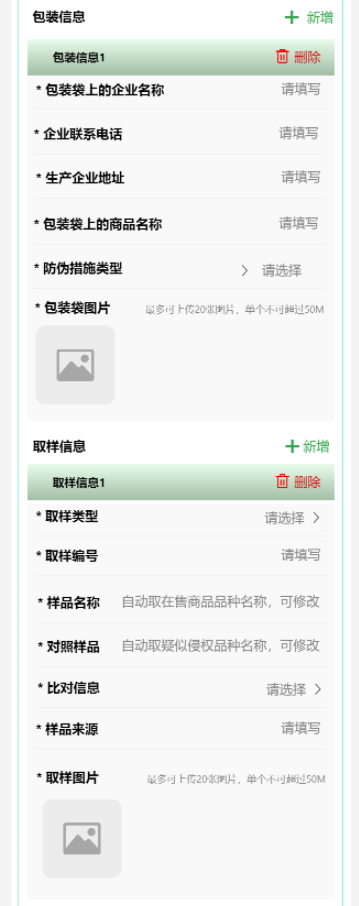 包装信息 + 新增
包装信息1 删除
* 包装袋上的企业名称 请填写
* 企业联系电话 请填写
* 生产企业地址 请填写
* 包装袋上的商品名称 请填写
* 防伪措施类型 > 请选择
* 包装袋图片 最多可上传20张图片，单个不可超过50M
取样信息 + 新增
取样信息1 删除
* 取样类型 请选择 >
* 取样编号 请填写
* 样品名称 自动取在售商品品种名称，可修改
* 对照样品 自动取疑似侵权品种名称，可修改
* 比对信息 请选择 >
* 样品来源 请填写
* 取样图片 最多可上传20张图片，单个不可超过50M